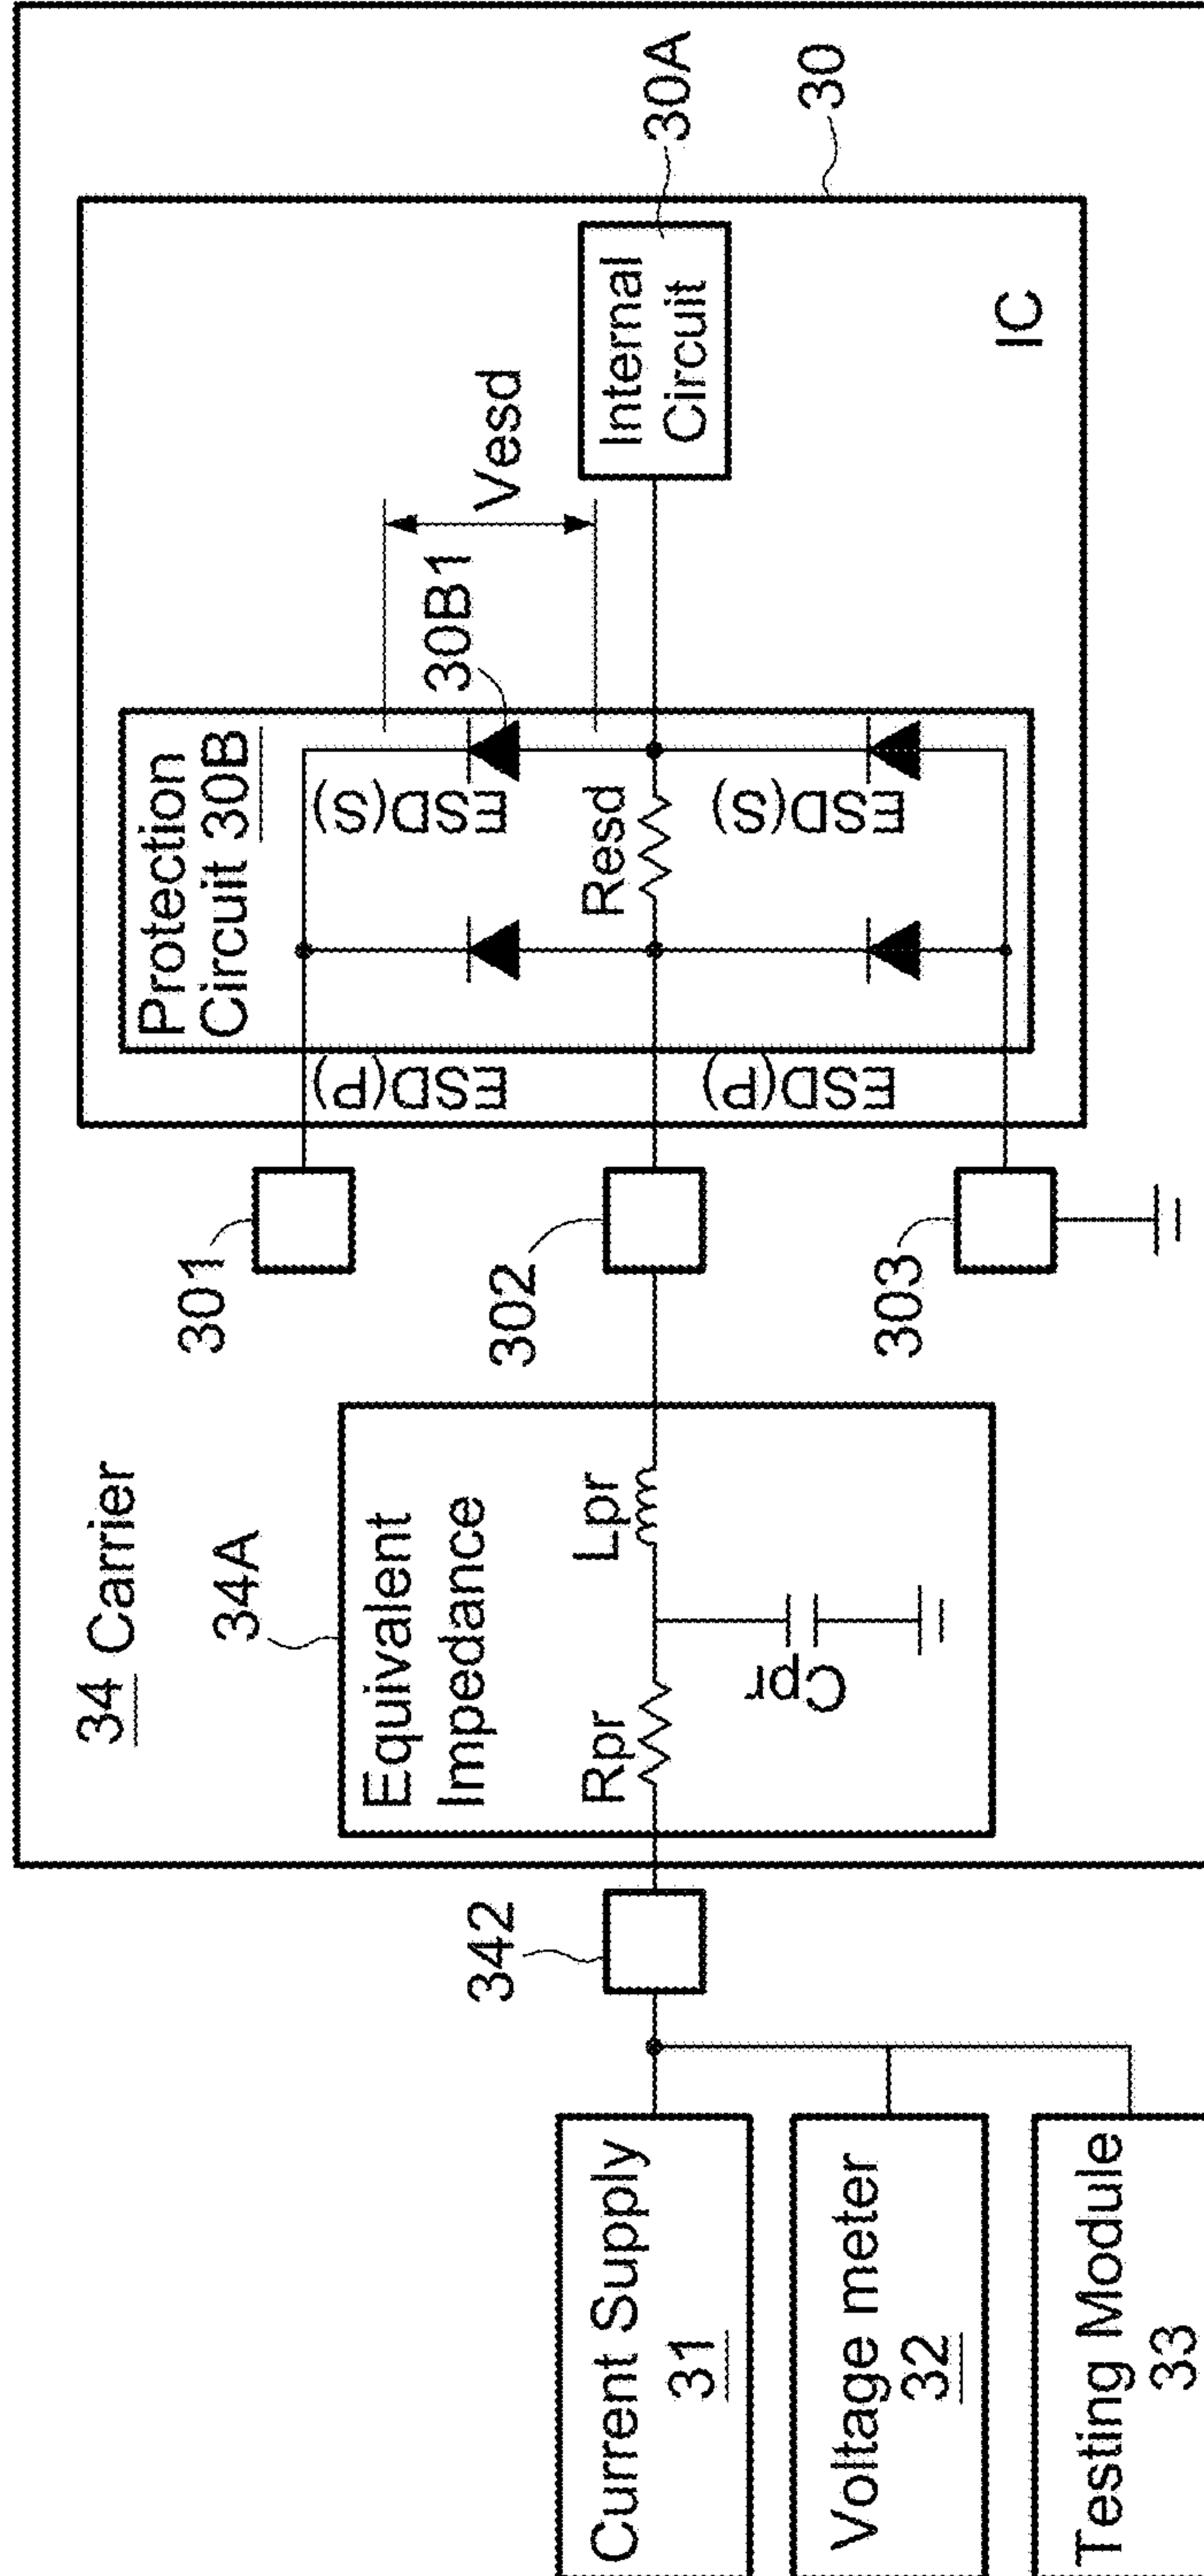 34 Carrier
34A
Equivalent
Impedance
Rpr
Lpr
Cpr
342
Current Supply
31
Voltage meter
32
Testing Module
33
301
302
303
Protection
Circuit 30B
ESD(P)
ESD(S)
Resd
ESD(P)
ESD(S)
30B1
Vesd
Internal
Circuit
30A
30
IC